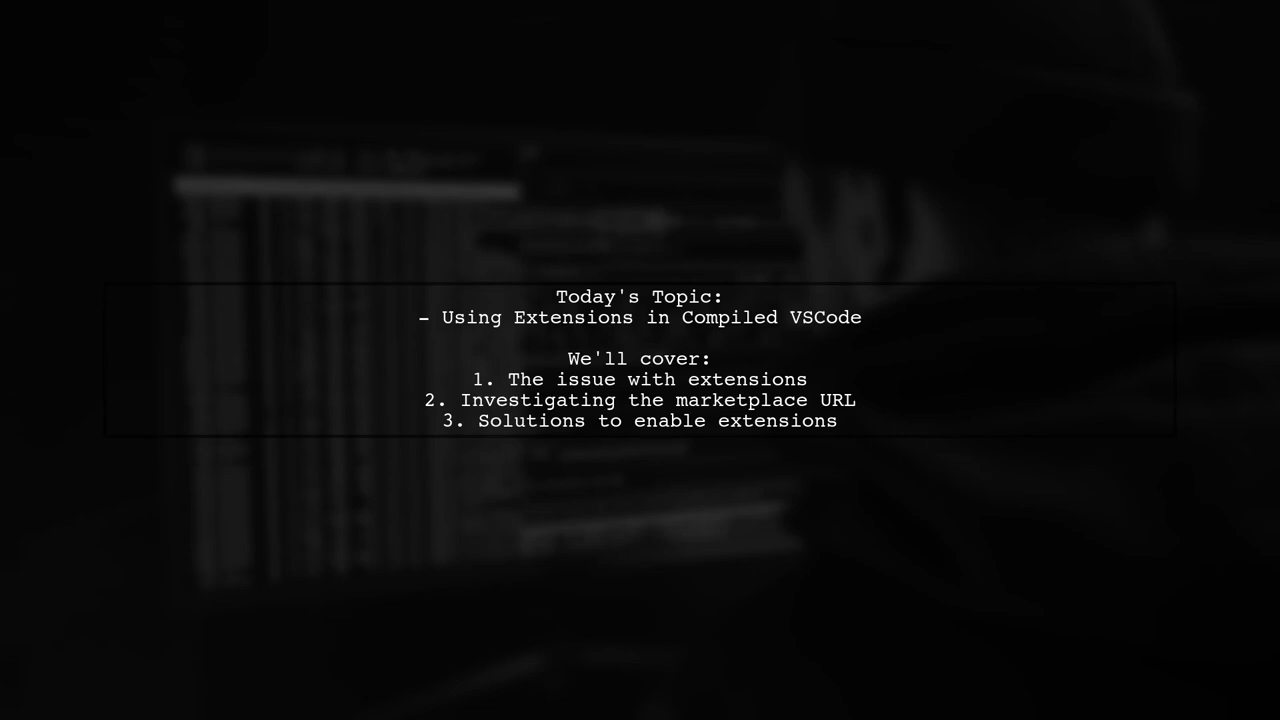 Today's Topic:
- Using Extensions in Compiled VSCode
We'll cover:
1. The issue with extensions
2. Investigating the marketplace URL
3. Solutions to enable extensions